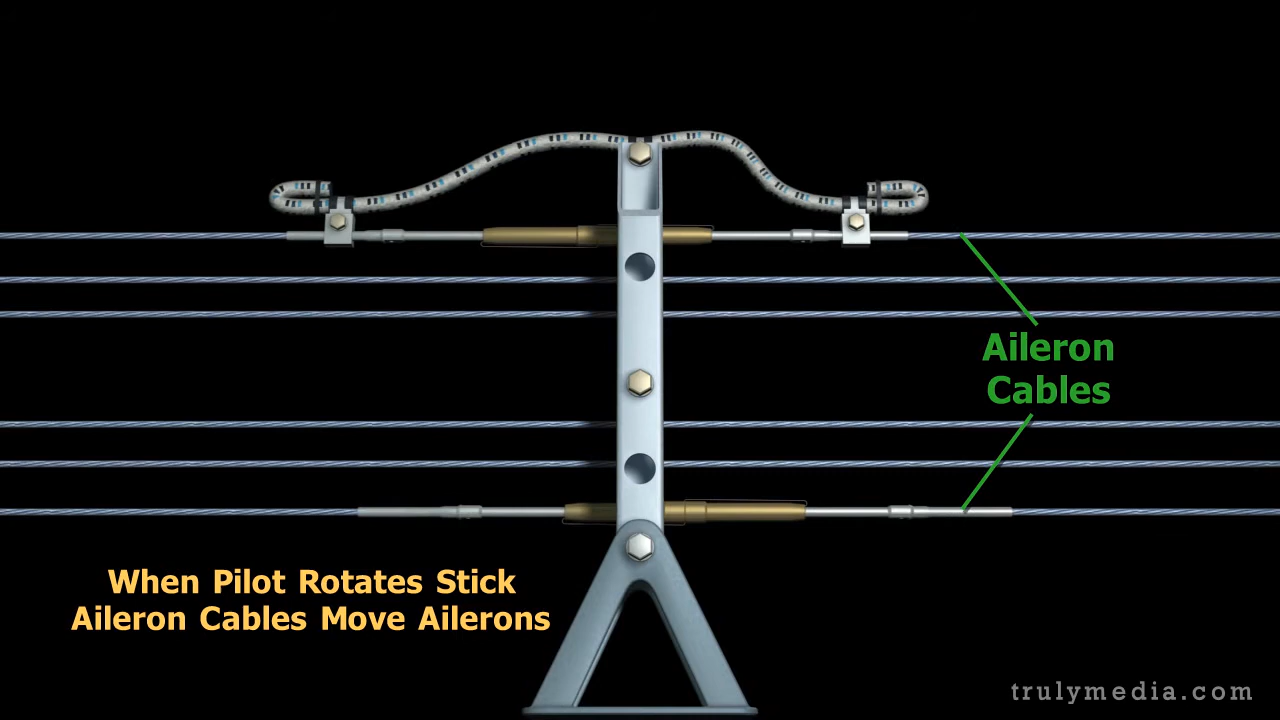 Aileron
Cables
When Pilot Rotates Stick
Aileron Cables Move Ailerons
trulymedia.com